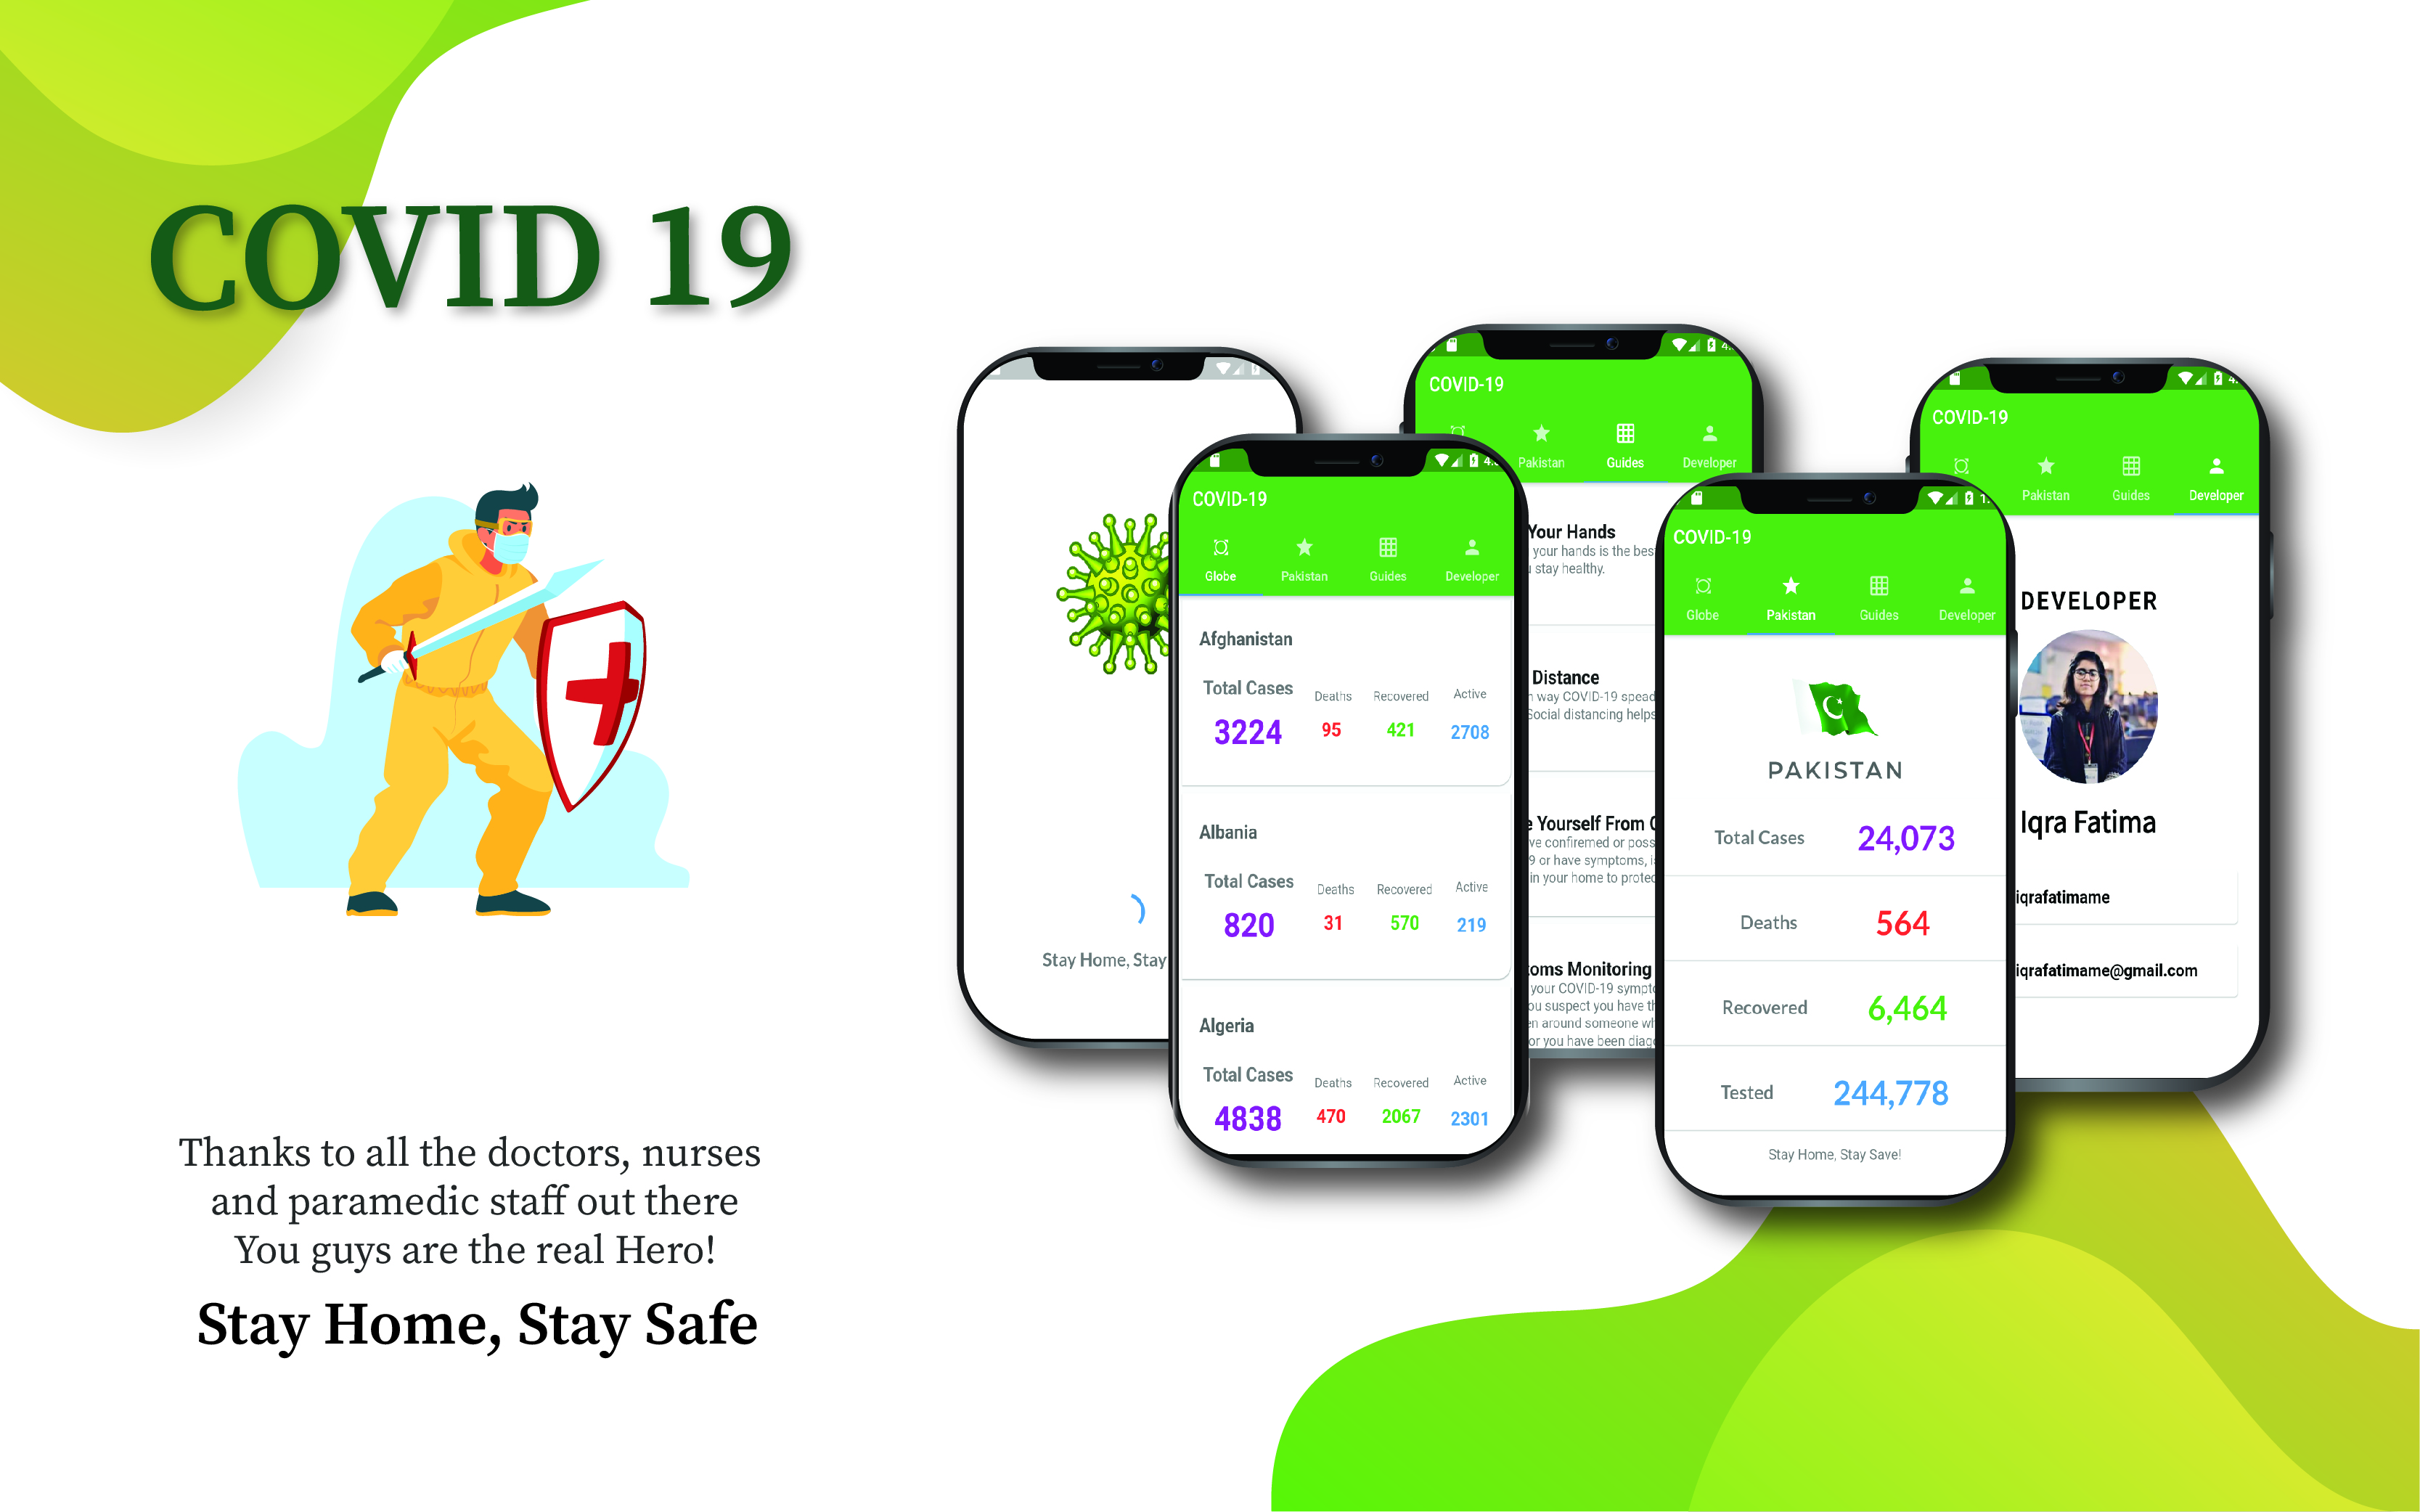 COVID 19
Thanks to all the doctors, nurses
and paramedic staff out there
You guys are the real Hero!
Stay Home, Stay Safe
Stay Home, Stay
COVID-19
Globe Pakistan Guides Developer
Afghanistan
Total Cases Deaths Recovered Active
3224 95 421 2708
Albania
Total Cases Deaths Recovered Active
820 31 570 219
Algeria
Total Cases Deaths Recovered Active
4838 470 2067 2301
COVID-19
Pakistan Guides Developer
Your Hands
your hands is the bes
stay healthy.
Distance
way COVID-19 spead
Social distancing helps
Yourself From
ve confiremed or poss
9 or have symptoms, i
in your home to protec
toms Monitoring
your COVID-19 sympto
ou suspect you have th
en around someone wh
or you have been diag
COVID-19
Globe Pakistan Guides Developer
PAKISTAN
Total Cases 24,073
Deaths 564
Recovered 6,464
Tested 244,778
Stay Home, Stay Save!
COVID-19
Pakistan Guides Developer
DEVELOPER
Iqra Fatima
iqrafatimame
iqrafatimame@gmail.com